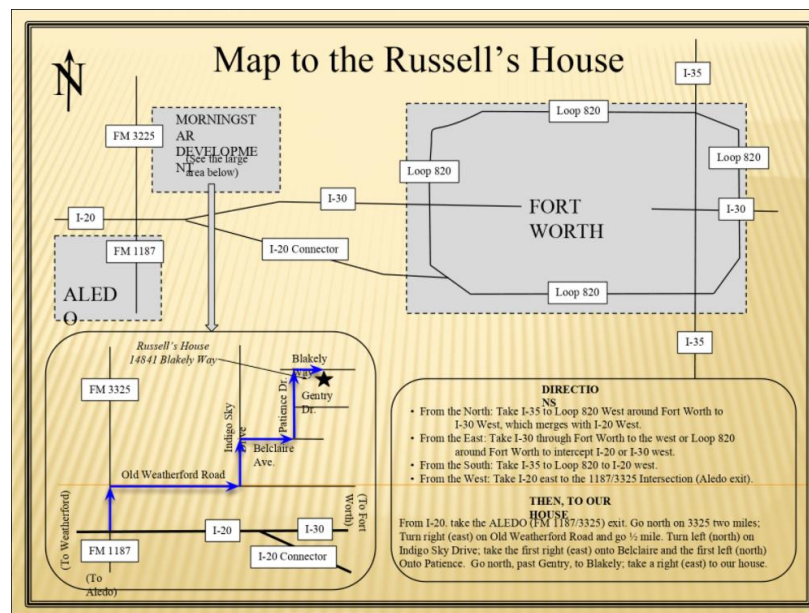 Map to the Russell's House
N
I-35
FM 3225
MORNINGST
AR
DEVELOPME
NT
(See the large
area below)
Loop 820
Loop 820
Loop 820
I-30
I-30
I-20
FORT
WORTH
FM 1187
I-20 Connector
Loop 820
ALED
O
I-35
Russell's House
14841 Blakely Way
Blakely
Way
FM 3325
Patience Dr.
Gentry
Dr.
Indigo Sky
Drive
Belclaire
Ave.
Old Weatherford Road
(To Weatherford)
(To Fort
Worth)
I-20
I-30
FM 1187
I-20 Connector
(To
Aledo)
DIRECTIO
NS
• From the North: Take I-35 to Loop 820 West around Fort Worth to
I-30 West, which merges with I-20 West.
• From the East: Take I-30 through Fort Worth to the west or Loop 820
around Fort Worth to intercept I-20 or I-30 west.
• From the South: Take I-35 to Loop 820 to I-20 west.
• From the West: Take I-20 east to the 1187/3325 Intersection (Aledo exit).
THEN, TO OUR
HOUSE
From I-20. take the ALEDO (FM 1187/3325) exit. Go north on 3325 two miles;
Turn right (east) on Old Weatherford Road and go ½ mile. Turn left (north) on
Indigo Sky Drive; take the first right (east) onto Belclaire and the first left (north)
Onto Patience. Go north, past Gentry, to Blakely; take a right (east) to our house.